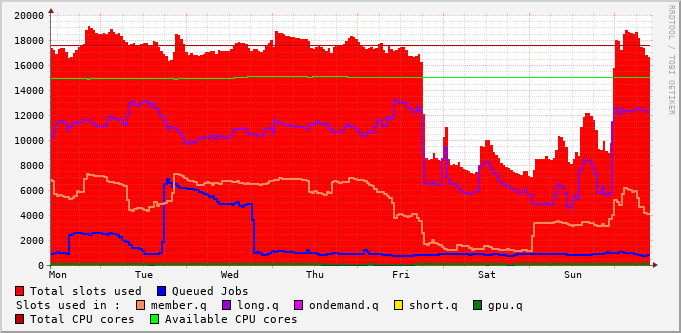 20000
18000
16000
14000
12000
10000
8000
6000
4000
2000
0
Mon Tue Wed Thu Fri Sat Sun
Total slots used Queued Jobs
Slots used in : member.q long.q ondemand.q short.q gpu.q
Total CPU cores Available CPU cores
RRDTOOL / TOBI OETIKER